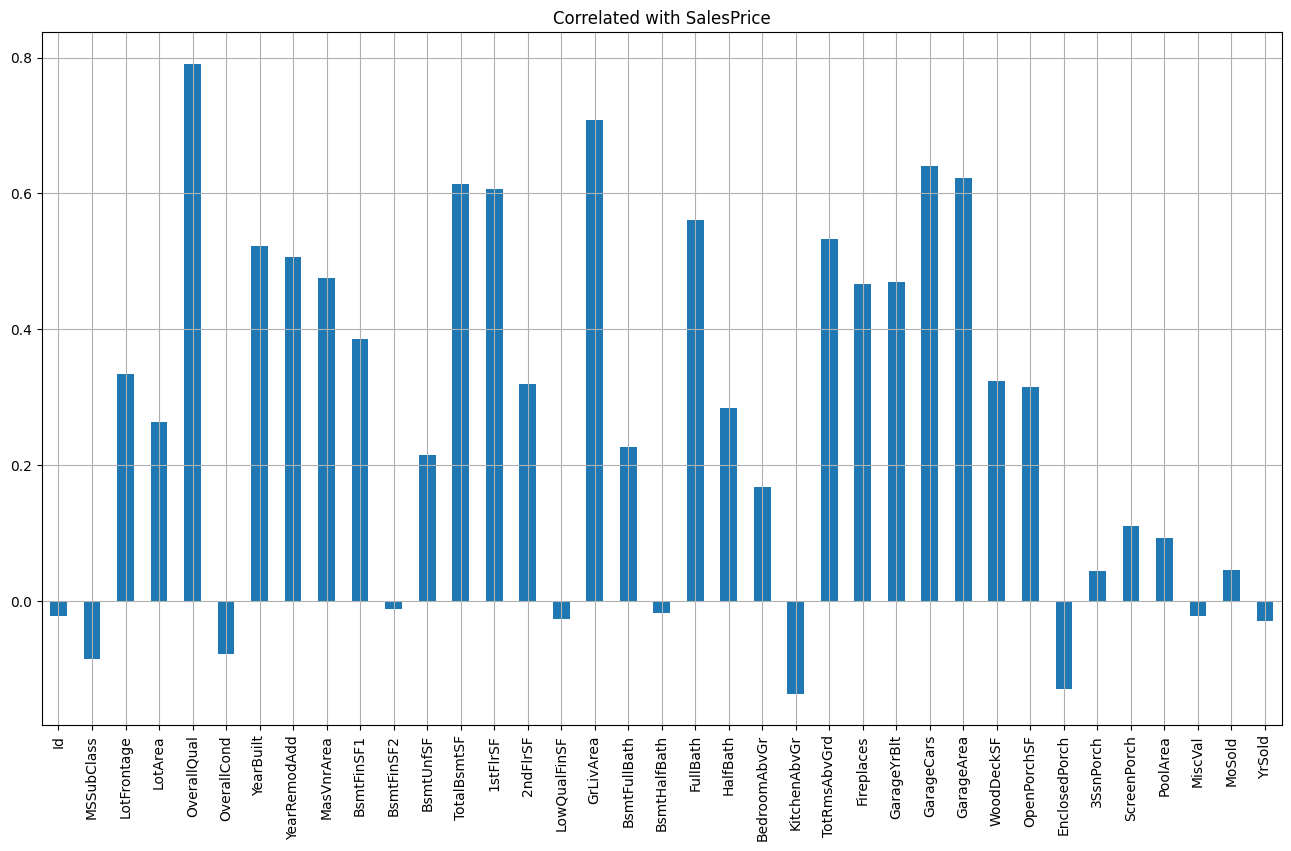 Correlated with SalesPrice
0.8
0.6
0.4
0.2
0.0
Id
MSSubClass
LotFrontage
LotArea
OverallQual
OverallCond
YearBuilt
YearRemodAdd
MasVnrArea
BsmtFinSF1
BsmtFinSF2
BsmtUnfSF
TotalBsmtSF
1stFlrSF
2ndFlrSF
LowQualFinSF
GrLivArea
BsmtFullBath
BsmtHalfBath
FullBath
HalfBath
BedroomAbvGr
KitchenAbvGr
TotRmsAbvGrd
Fireplaces
GarageYrBlt
GarageCars
GarageArea
WoodDeckSF
OpenPorchSF
EnclosedPorch
3SsnPorch
ScreenPorch
PoolArea
MiscVal
MoSold
YrSold